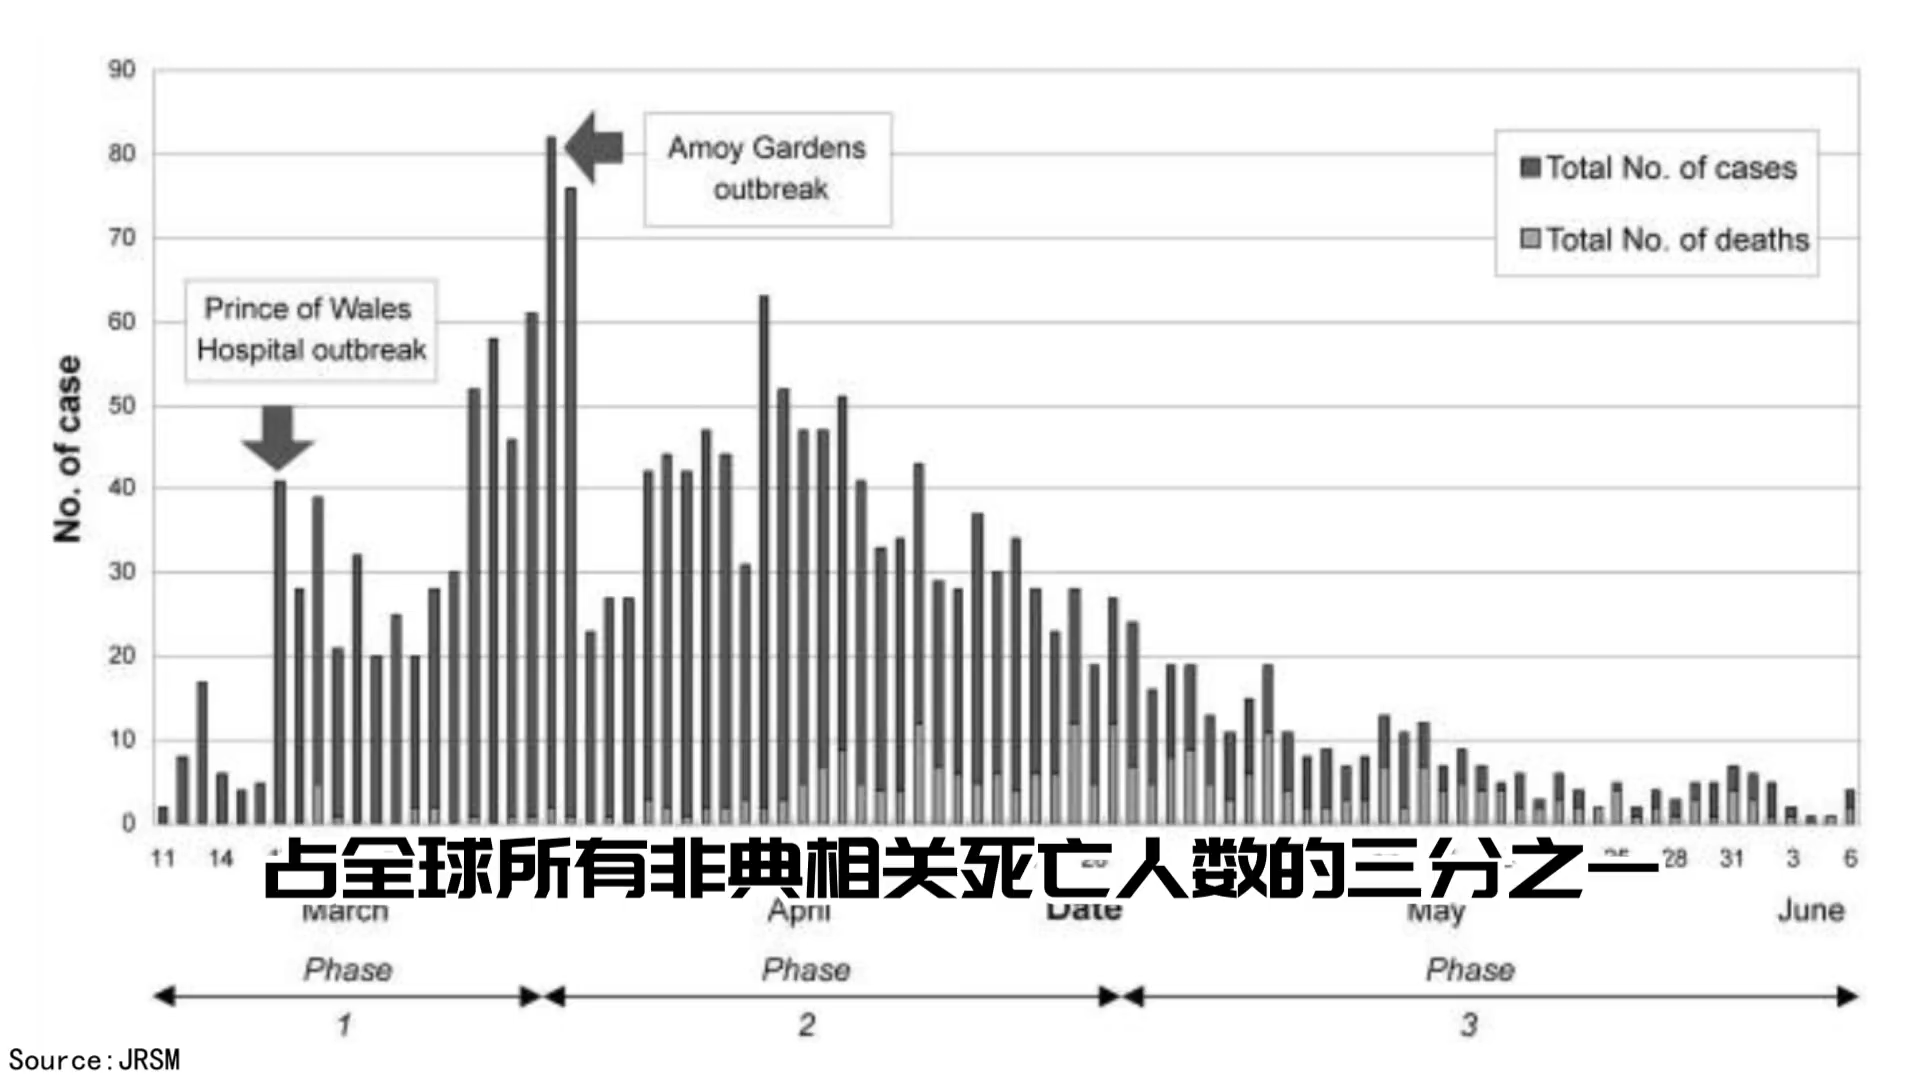 90
80
70
60
50
40
30
20
10
0
No. of case
Amoy Gardens
outbreak
Prince of Wales
Hospital outbreak
Total No. of cases
Total No. of deaths
11 14 28 31 3 6
占全球所有非典相关死亡人数的三分之一
March April Date May June
Phase Phase Phase
1 2 3
Source:JRSM